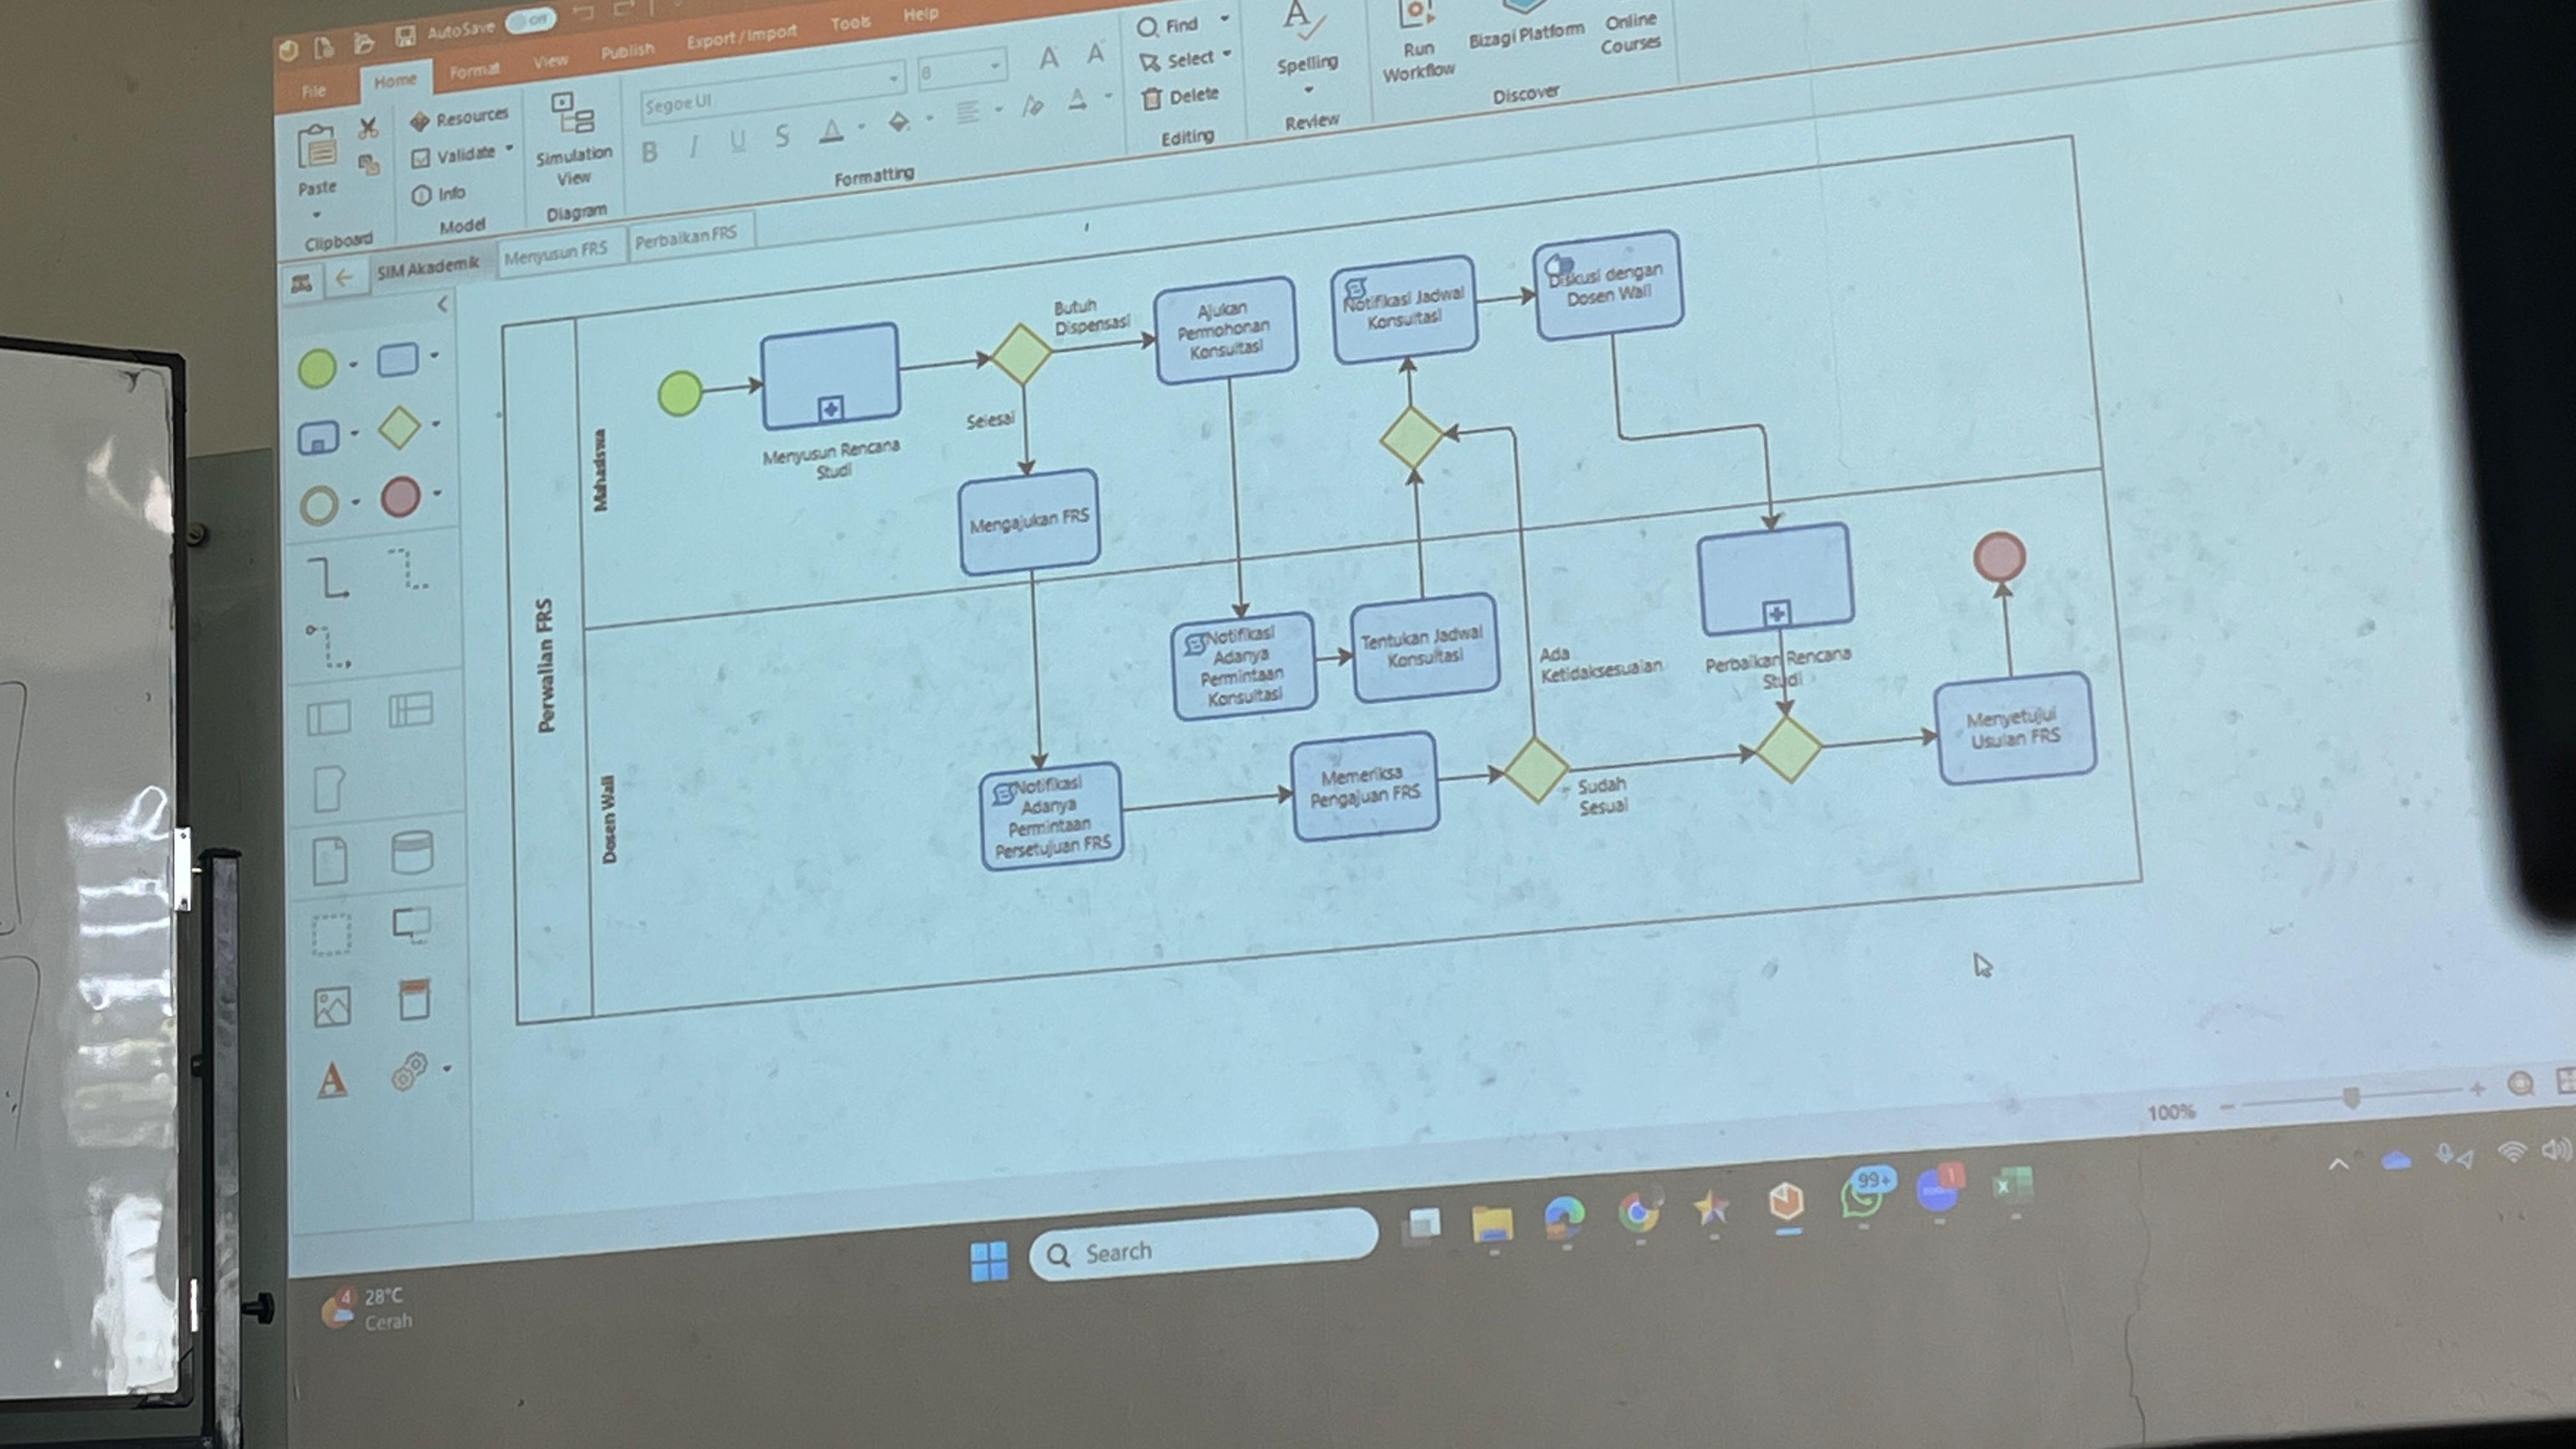 AutoSave Off
File Home Format View Publish Export/Import Tools Help
Paste
Clipboard
Resources
Validate
Info
Model
Simulation
View
Diagram
Segoe UI 8
A A
B I U S A A
Formatting
Find
Select
Delete
Editing
Spelling
Review
Run
Workflow
Bizagi Platform
Online
Courses
Discover
SIM Akademik Menyusun FRS Perbaikan FRS
Perwalian FRS
Mahasiswa
Dosen Wali
Menyusun Rencana
Studi
Butuh
Dispensasi
Selesai
Ajukan
Permohonan
Konsultasi
Notifikasi Jadwal
Konsultasi
Diskusi dengan
Dosen Wali
Mengajukan FRS
Notifikasi
Adanya
Permintaan
Konsultasi
Tentukan Jadwal
Konsultasi
Ada
Ketidaksesuaian
Perbaikan Rencana
Studi
Notifikasi
Adanya
Permintaan
Persetujuan FRS
Memeriksa
Pengajuan FRS
Sudah
Sesuai
Menyetujui
Usulan FRS
A
100%
Search
99+
1
4
28°C
Cerah